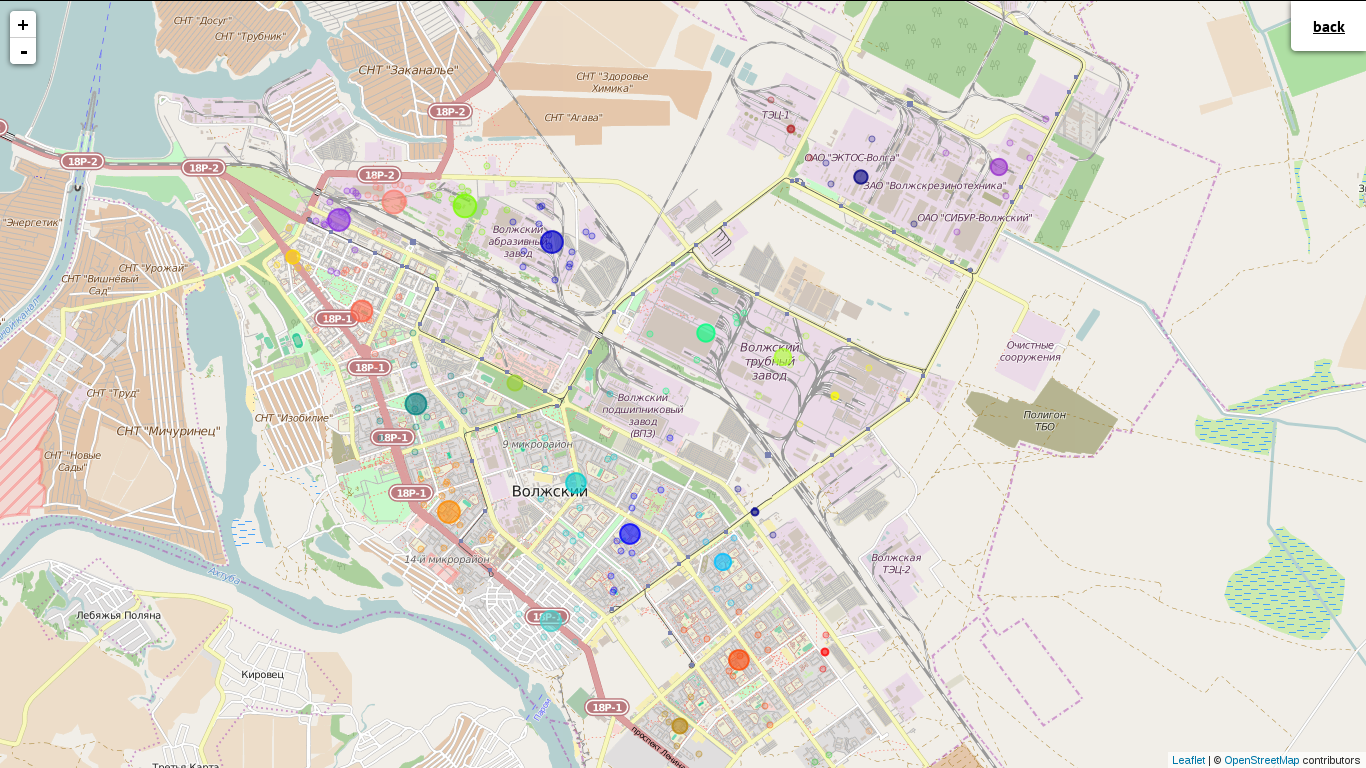 +
-
back
СНТ "Досуг"
СНТ "Трубник"
СНТ "Заканалье"
СНТ "Здоровье
Химика"
СНТ "Агава"
18Р-2
ТЭЦ-1
18Р-2
18Р-2
18Р-2
ОАО "ЭКТОС-Волга"
ЗАО "Волжскрезинотехника"
ОАО "СИБУР-Волжский"
"Энергетик"
Волжский
абразивный
завод
СНТ "Урожай"
СНТ "Вишнёвый
Сад"
18Р-1
Волжский
трубный
завод
Очистные
сооружения
18Р-1
СНТ "Труд"
Волжский
подшипниковый
завод
(ВПЗ)
СНТ "Изобилие"
Полигон
ТБО
СНТ "Мичуринец"
18Р-1
9 микрорайон
СНТ "Новые
Сады"
Волжский
18Р-1
14-й микрорайон
Волжская
ТЭЦ-2
Ахтуба
Лебяжья Поляна
18Р-1
Кировец
18Р-1
проспект Ленина
Третья Карта
Leaflet | © OpenStreetMap contributors